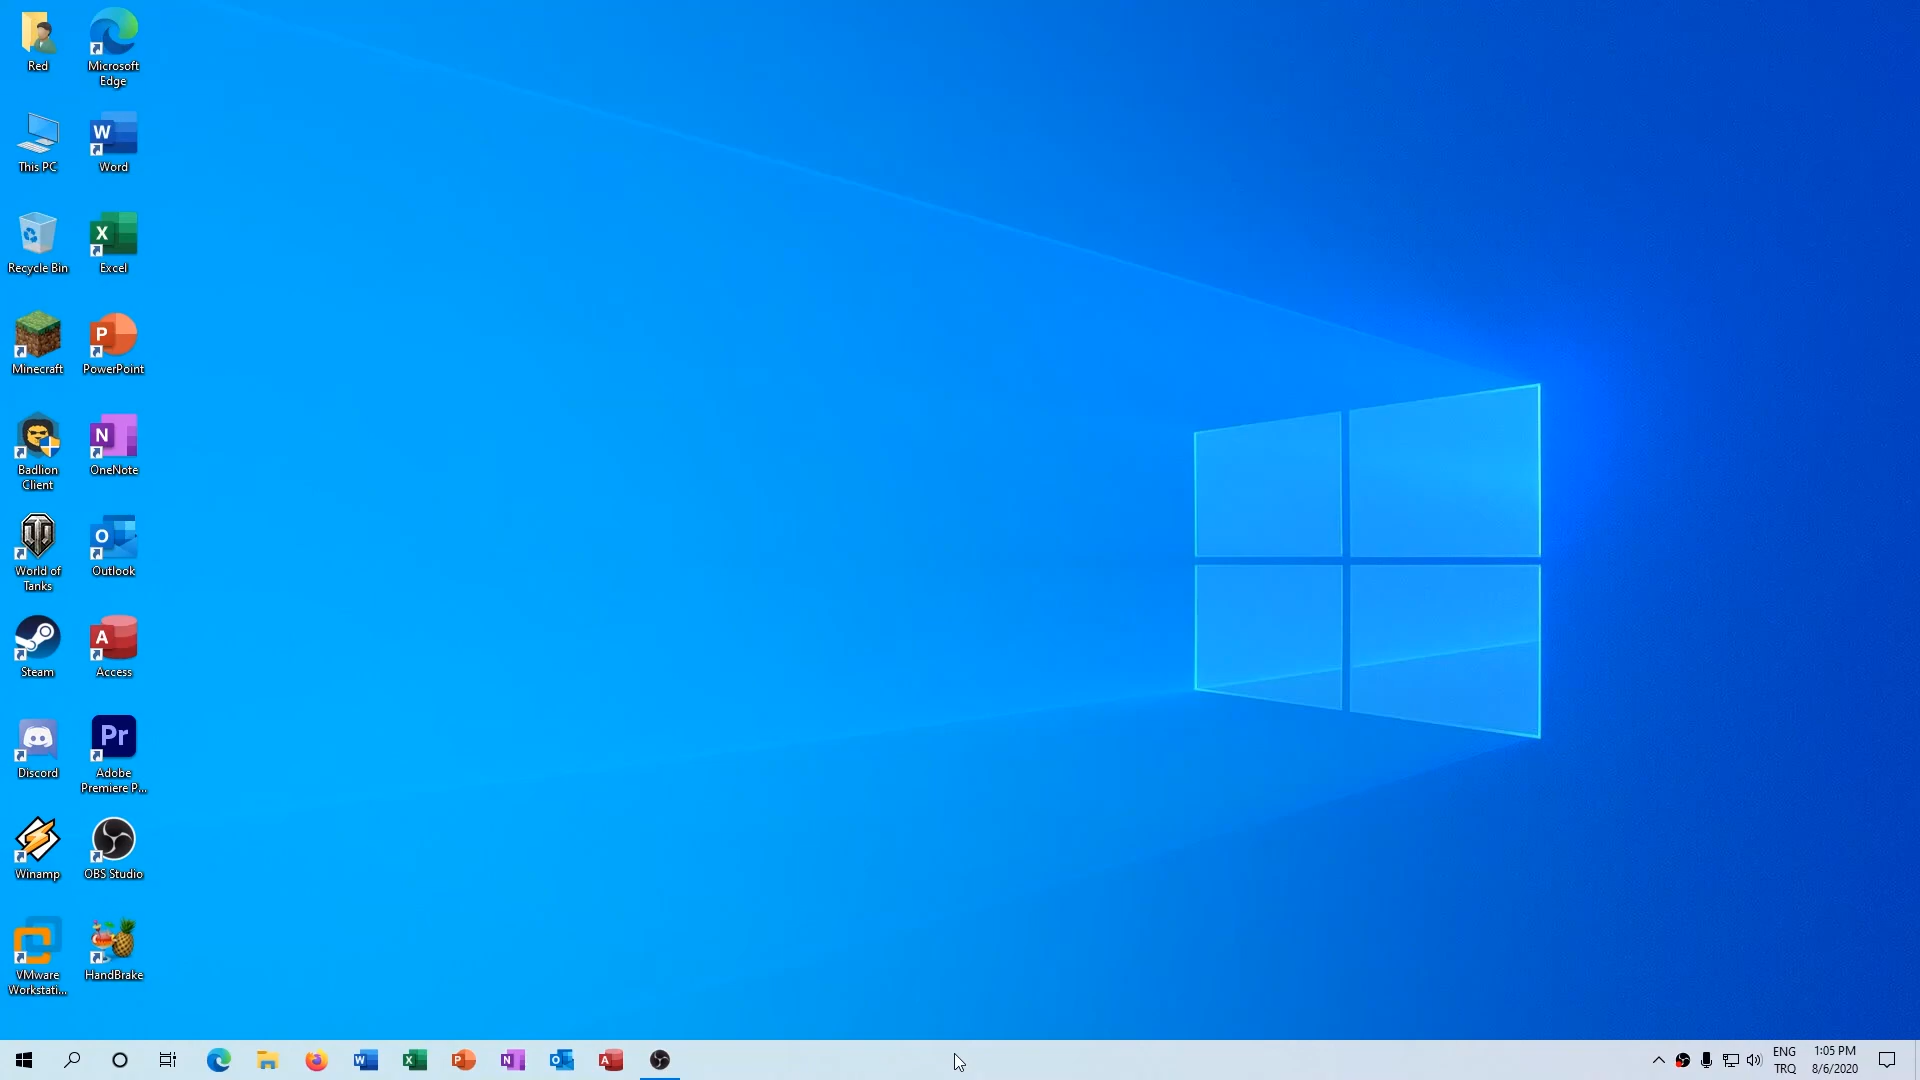 Red
Microsoft
Edge
This PC
Word
Recycle Bin
Excel
Minecraft
PowerPoint
Badlion
Client
OneNote
World of
Tanks
Outlook
Steam
Access
Discord
Pr
Adobe
Premiere P...
Winamp
OBS Studio
VMware
Workstati...
HandBrake
ENG
TRQ
1:05 PM
8/6/2020